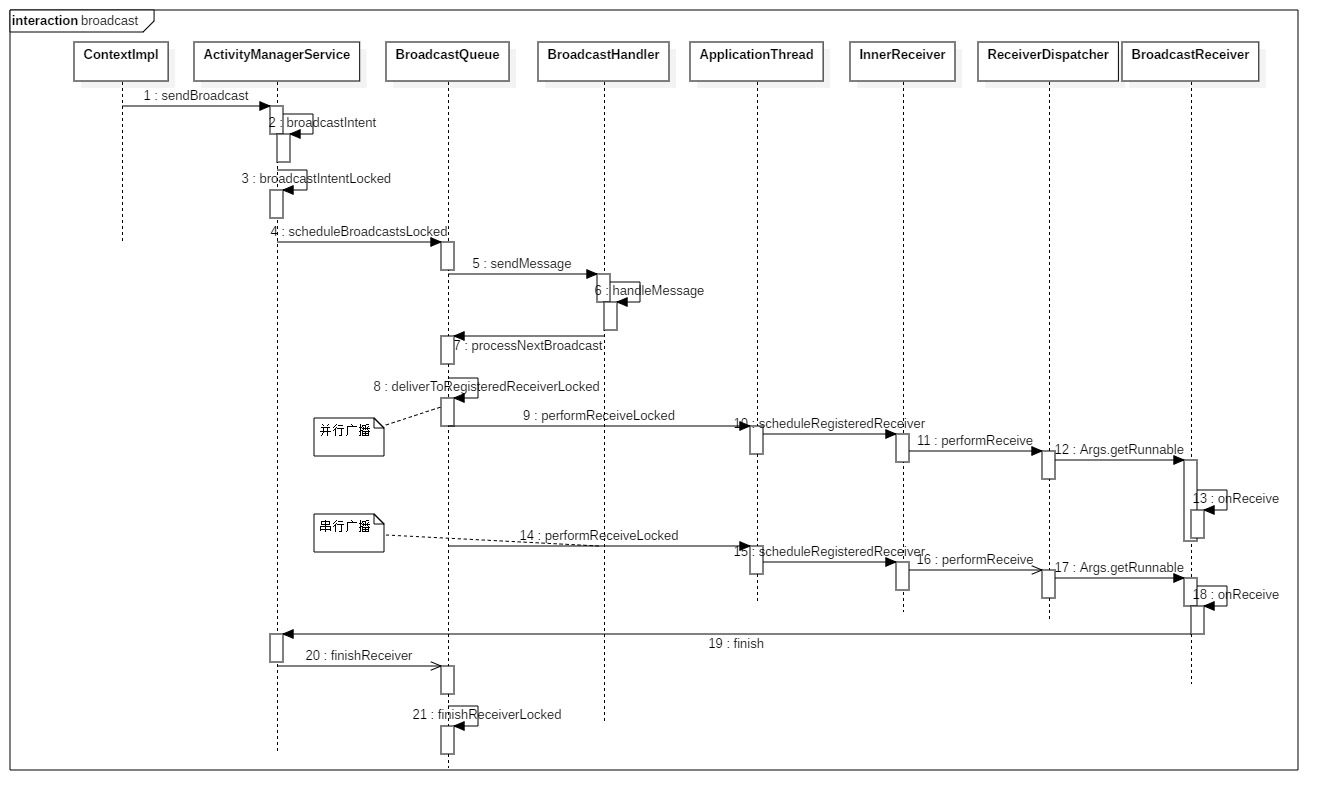 interaction broadcast
ContextImpl
ActivityManagerService
BroadcastQueue
BroadcastHandler
ApplicationThread
InnerReceiver
ReceiverDispatcher
BroadcastReceiver
1 : sendBroadcast
2 : broadcastIntent
3 : broadcastIntentLocked
4 : scheduleBroadcastsLocked
5 : sendMessage
6 : handleMessage
7 : processNextBroadcast
8 : deliverToRegisteredReceiverLocked
并行广播
9 : performReceiveLocked
10 : scheduleRegisteredReceiver
11 : performReceive
12 : Args.getRunnable
13 : onReceive
串行广播
14 : performReceiveLocked
15 : scheduleRegisteredReceiver
16 : performReceive
17 : Args.getRunnable
18 : onReceive
19 : finish
20 : finishReceiver
21 : finishReceiverLocked